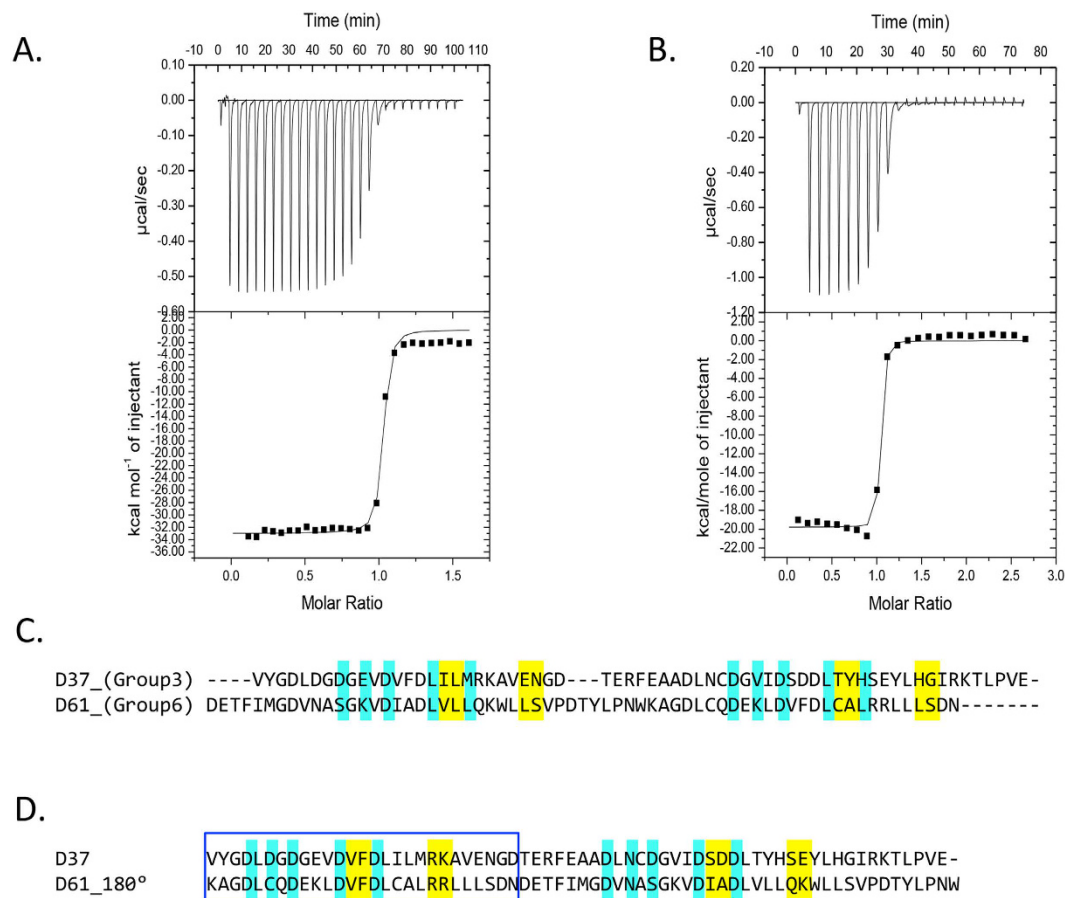 A.
Time (min)
-10 0 10 20 30 40 50 60 70 80 90 100 110
0.10
0.00
-0.10
-0.20
-0.30
-0.40
-0.50
-0.60
µcal/sec
2.00
0.00
-2.00
-4.00
-6.00
-8.00
-10.00
-12.00
-14.00
-16.00
-18.00
-20.00
-22.00
-24.00
-26.00
-28.00
-30.00
-32.00
-34.00
-36.00
kcal mol⁻¹ of injectant
0.0 0.5 1.0 1.5
Molar Ratio
B.
Time (min)
-10 0 10 20 30 40 50 60 70 80
0.20
0.00
-0.20
-0.40
-0.60
-0.80
-1.00
-1.20
µcal/sec
2.00
0.00
-2.00
-4.00
-6.00
-8.00
-10.00
-12.00
-14.00
-16.00
-18.00
-20.00
-22.00
kcal/mole of injectant
0.0 0.5 1.0 1.5 2.0 2.5 3.0
Molar Ratio
C.
D37_(Group3) ----VYGDLDGDGEVDVFDLILMRKAVENGD---TERFEAADLNCDGVIDSDDLTYHSEYLHGIRKTLPVE-
D61_(Group6) DETFIMGDVNASGKVDIADLVLLQKWLLSVPDTYLPNWKAGDLCQDEKLDVFDLCALRRLLLSDN-------
D.
D37 VYGDLDGDGEVDVFDLILMRKAVENGDTERFEAADLNCDGVIDSDDLTYHSEYLHGIRKTLPVE-
D61_180º KAGDLCQDEKLDVFDLCALRRLLLSDNDETFIMGDVNASGKVDIADLVLLQKWLLSVPDTYLPNW